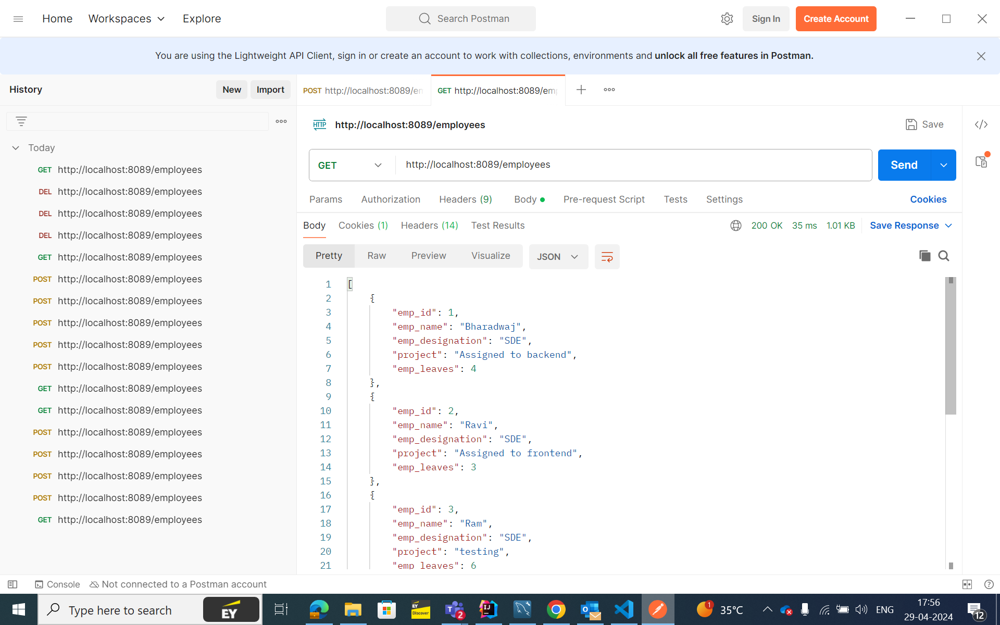 Home Workspaces Explore Search Postman Sign In Create Account
You are using the Lightweight API Client, sign in or create an account to work with collections, environments and unlock all free features in Postman.
History New Import
POST http://localhost:8089/em GET http://localhost:8089/emp
HTTP http://localhost:8089/employees Save
Today
GET http://localhost:8089/employees
DEL http://localhost:8089/employees
DEL http://localhost:8089/employees
DEL http://localhost:8089/employees
GET http://localhost:8089/employees
POST http://localhost:8089/employees
POST http://localhost:8089/employees
POST http://localhost:8089/employees
POST http://localhost:8089/employees
POST http://localhost:8089/employees
GET http://localhost:8089/employees
GET http://localhost:8089/employees
POST http://localhost:8089/employees
POST http://localhost:8089/employees
POST http://localhost:8089/employees
POST http://localhost:8089/employees
GET http://localhost:8089/employees
GET http://localhost:8089/employees Send
Params Authorization Headers (9) Body Pre-request Script Tests Settings Cookies
Body Cookies (1) Headers (14) Test Results 200 OK 35 ms 1.01 KB Save Response
Pretty Raw Preview Visualize JSON
1 [
2 {
3 "emp_id": 1,
4 "emp_name": "Bharadwaj",
5 "emp_designation": "SDE",
6 "project": "Assigned to backend",
7 "emp_leaves": 4
8 },
9 {
10 "emp_id": 2,
11 "emp_name": "Ravi",
12 "emp_designation": "SDE",
13 "project": "Assigned to frontend",
14 "emp_leaves": 3
15 },
16 {
17 "emp_id": 3,
18 "emp_name": "Ram",
19 "emp_designation": "SDE",
20 "project": "testing",
21 "emp_leaves": 6
Console Not connected to a Postman account
Type here to search EY EY Discover T 2 IJ 1 35°C ENG 17:56
29-04-2024 12